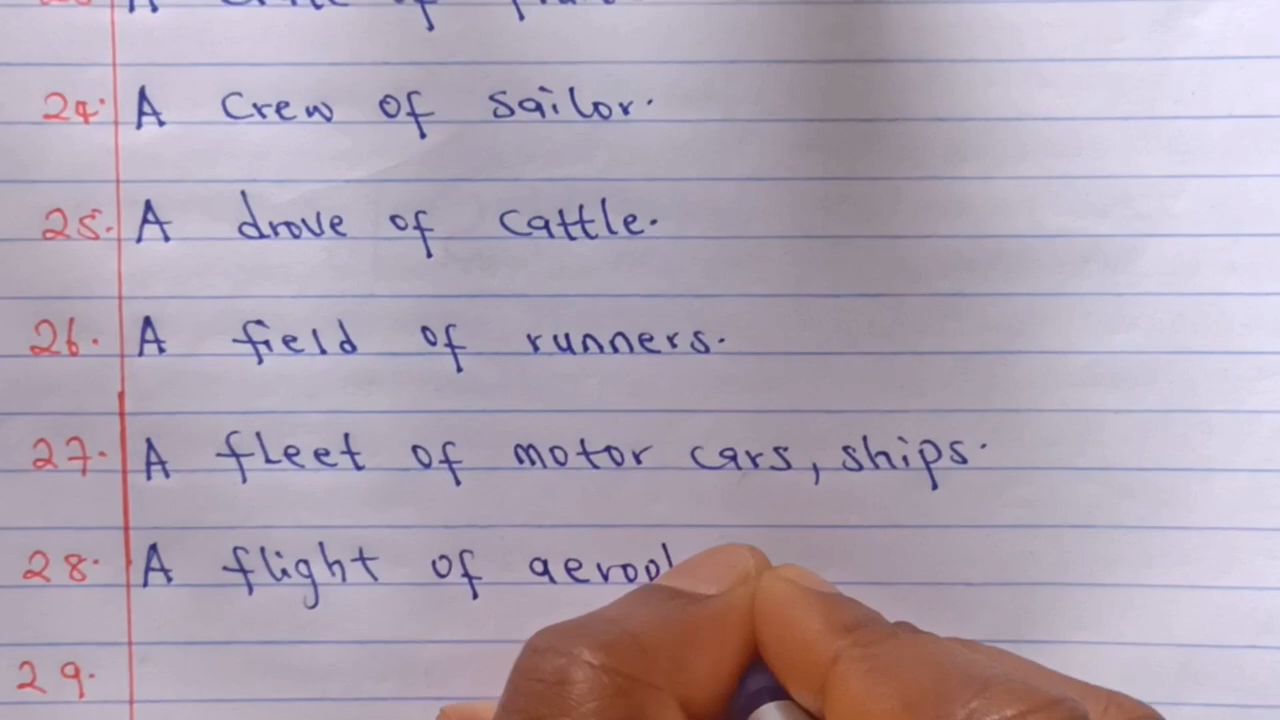 24. A Crew of sailor.
25. A drove of cattle.
26. A field of runners.
27. A fleet of motor cars, ships.
28. A flight of
29.